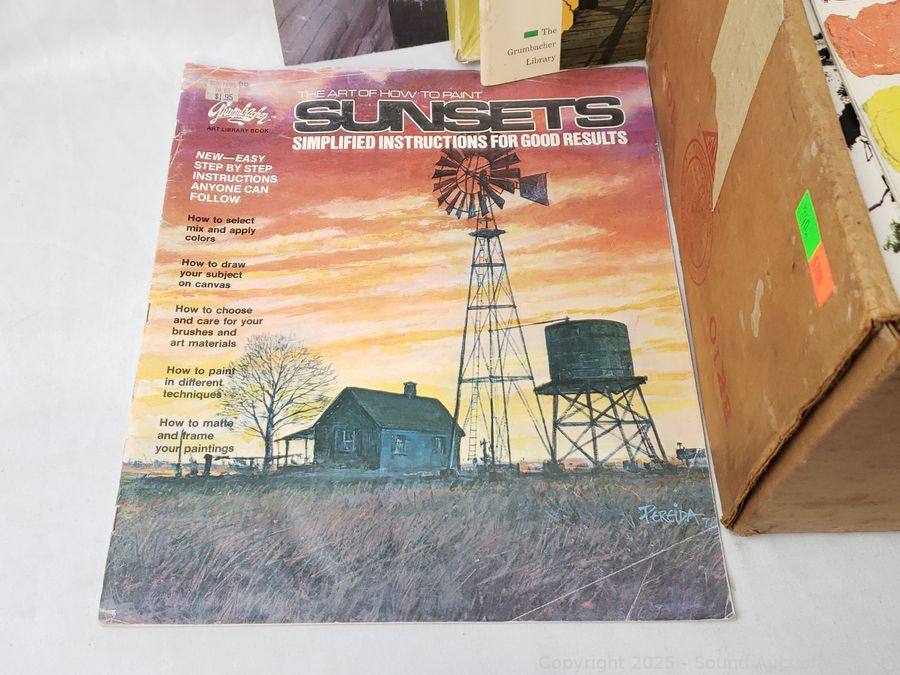 The
Grumbacher
Library
$1.95
Grumbacher
ART LIBRARY BOOK
THE ART OF HOW TO PAINT
SUNSETS
SIMPLIFIED INSTRUCTIONS FOR GOOD RESULTS
NEW—EASY
STEP BY STEP
INSTRUCTIONS
ANYONE CAN
FOLLOW
How to select
mix and apply
colors
How to draw
your subject
on canvas
How to choose
and care for your
brushes and
art materials
How to paint
in different
techniques
How to matte
and frame
your paintings
PEREIDA
Copyright 2025 - Sound Auction